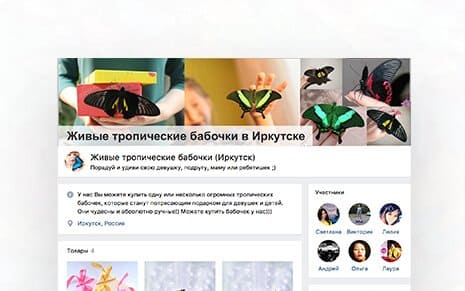 Живые тропические бабочки в Иркутске
Живые тропические бабочки (Иркутск)
Порадуй и удиви свою девушку, подругу, маму или ребятишек ;)
У нас Вы можете купить одну или несколько огромных тропических
бабочек, которые станут потрясающим подарком для девушек и детей.
Они чудесны и абсолютно ручные!) Можете купить бабочек у нас)))
Иркутск, Россия
Товары 4
Участники
Светлана Виктория Лилия
Андрей Ольга Лаура